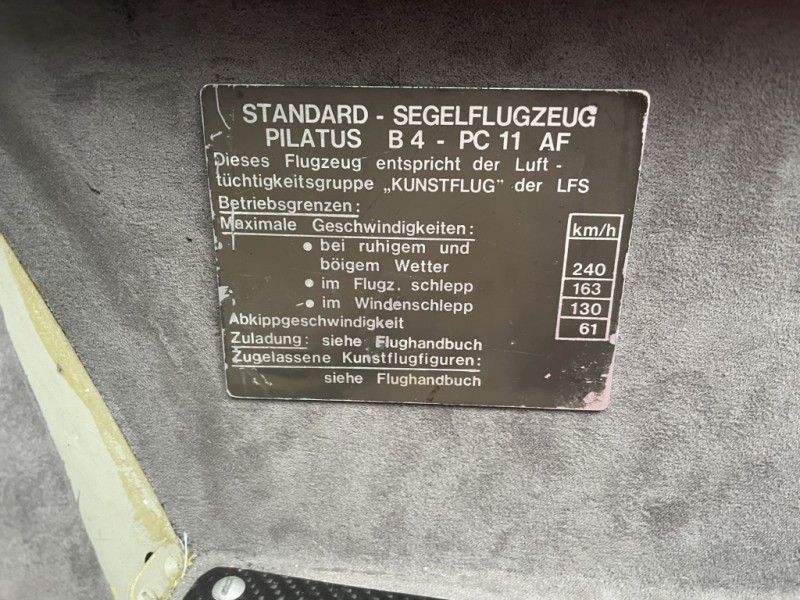 STANDARD - SEGELFLUGZEUG
PILATUS B 4 - PC 11 AF
Dieses Flugzeug entspricht der Luft -
tüchtigkeitsgruppe „KUNSTFLUG" der LFS
Betriebsgrenzen:
Maximale Geschwindigkeiten: km/h
• bei ruhigem und
böigem Wetter 240
• im Flugz. schlepp 163
• im Windenschlepp 130
Abkippgeschwindigkeit 61
Zuladung: siehe Flughandbuch
Zugelassene Kunstflugfiguren:
siehe Flughandbuch